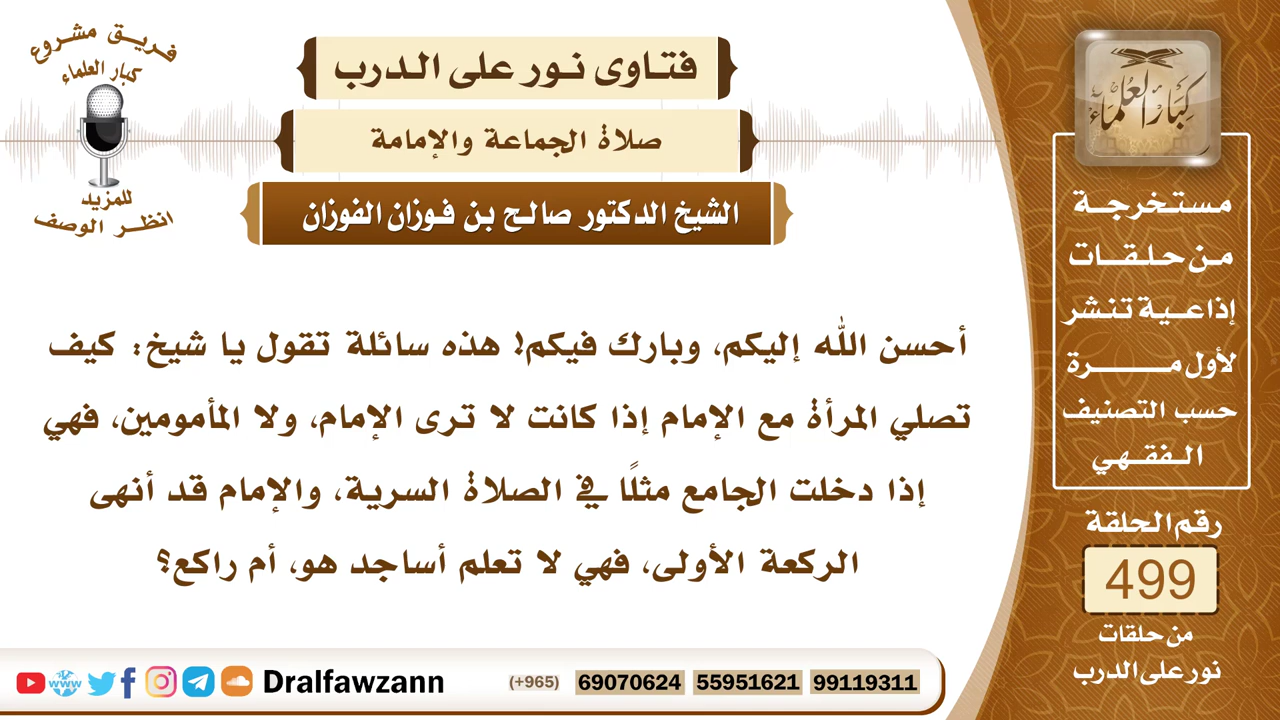 فريق مشروع
كبار العلماء
للمزيد
انظر الوصف
فتاوى نور على الدرب
صلاة الجماعة والإمامة
الشيخ الدكتور صالح بن فوزان الفوزان
أحسن الله إليكم، وبارك فيكم! هذه سائلة تقول يا شيخ: كيف
تصلي المرأة مع الإمام إذا كانت لا ترى الإمام، ولا المأمومين، فهي
إذا دخلت الجامع مثلًا في الصلاة السرية، والإمام قد أنهى
الركعة الأولى، فهي لا تعلم أساجد هو، أم راكع؟
كبار العلماء
مستخرجة
من حلقات
إذاعية تنشر
لأول مرة
حسب التصنيف
الفقهي
رقم الحلقة
499
من حلقات
نور على الدرب
www
Dralfawzann
(+965) 69070624 55951621 99119311